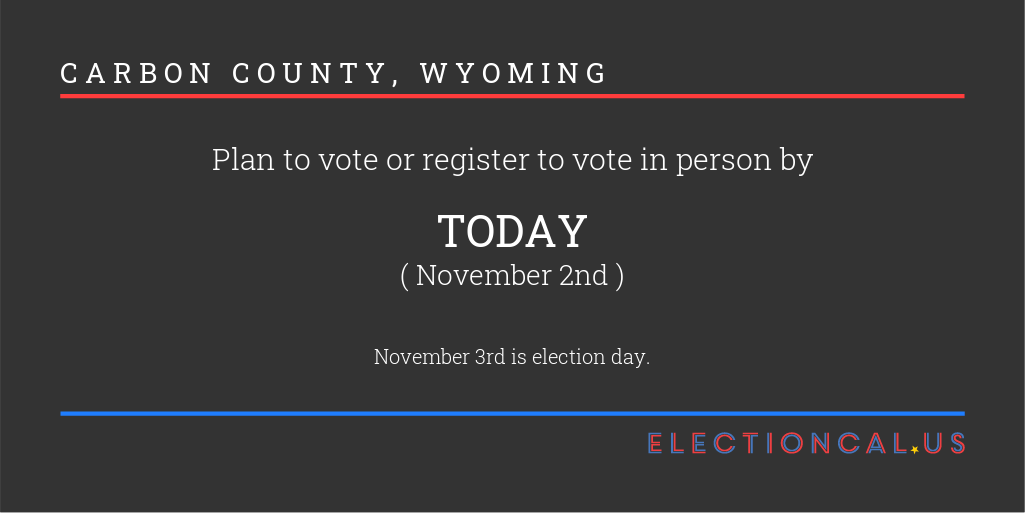 CARBON COUNTY, WYOMING
Plan to vote or register to vote in person by
TODAY
( November 2nd )
November 3rd is election day.
ELECTIONCAL.US